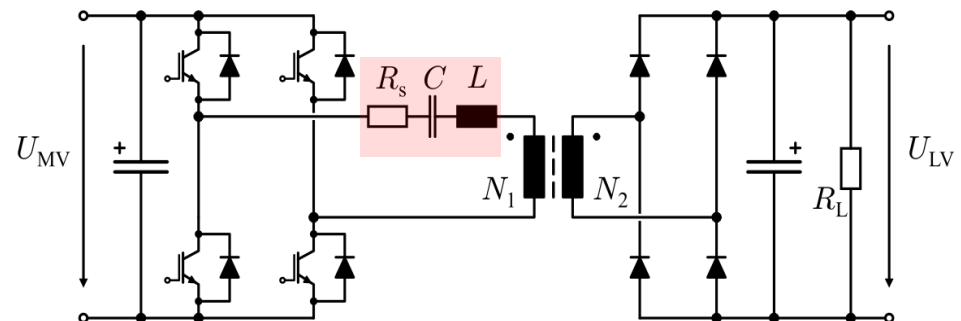 R_s C L
U_MV
+
N_1 N_2
+
R_L
U_LV